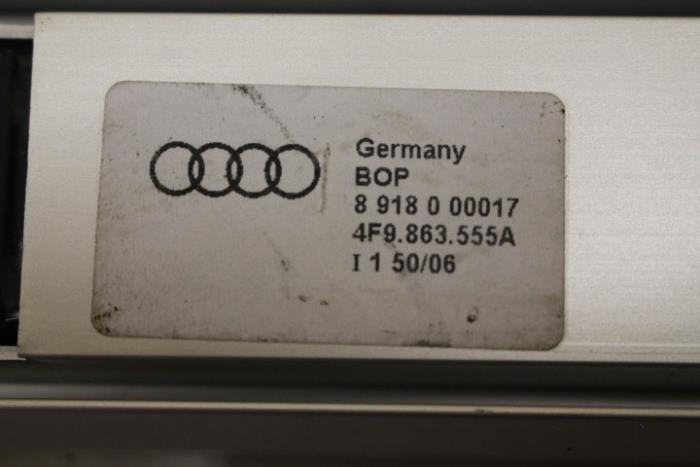 Germany
BOP
8 918 0 00017
4F9.863.555A
I 1 50/06